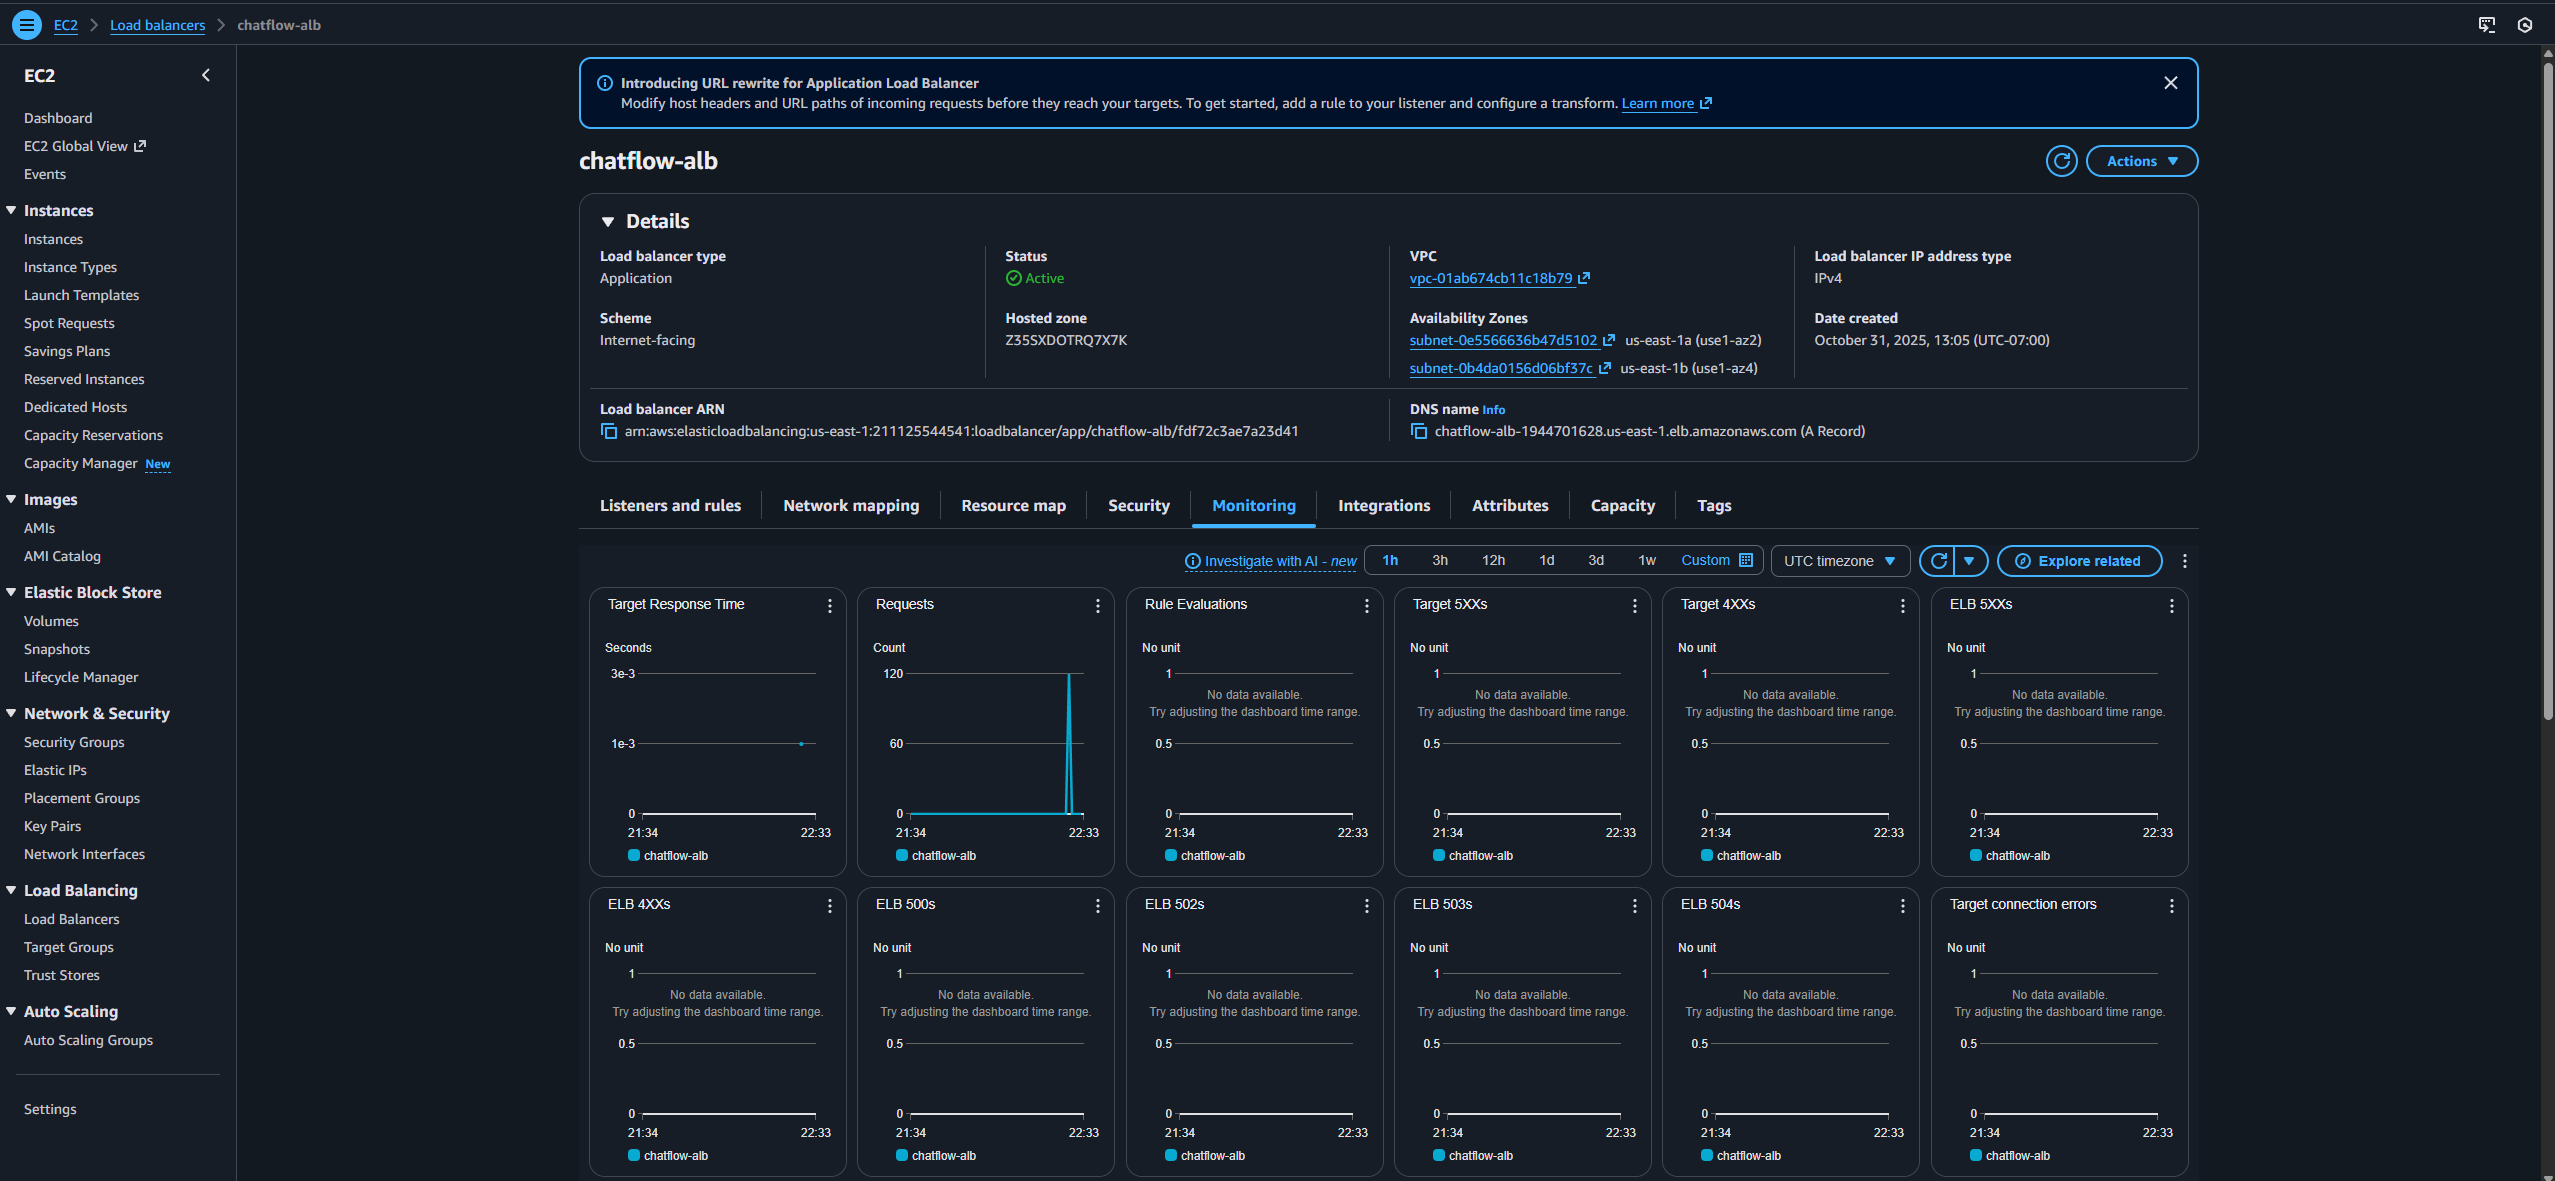 EC2 Load balancers chatflow-alb
EC2
Dashboard
EC2 Global View
Events
Instances
Instances
Instance Types
Launch Templates
Spot Requests
Savings Plans
Reserved Instances
Dedicated Hosts
Capacity Reservations
Capacity Manager New
Images
AMIs
AMI Catalog
Elastic Block Store
Volumes
Snapshots
Lifecycle Manager
Network & Security
Security Groups
Elastic IPs
Placement Groups
Key Pairs
Network Interfaces
Load Balancing
Load Balancers
Target Groups
Trust Stores
Auto Scaling
Auto Scaling Groups
Settings
Introducing URL rewrite for Application Load Balancer
Modify host headers and URL paths of incoming requests before they reach your targets. To get started, add a rule to your listener and configure a transform. Learn more
chatflow-alb
Actions
Details
Load balancer type
Application
Status
Active
VPC
vpc-01ab674cb11c18b79
Load balancer IP address type
IPv4
Scheme
Internet-facing
Hosted zone
Z35SXDOTRQ7X7K
Availability Zones
subnet-0e5566636b47d5102 us-east-1a (use1-az2)
subnet-0b4da0156d06bf37c us-east-1b (use1-az4)
Date created
October 31, 2025, 13:05 (UTC-07:00)
Load balancer ARN
arn:aws:elasticloadbalancing:us-east-1:211125544541:loadbalancer/app/chatflow-alb/fdf72c3ae7a23d41
DNS name Info
chatflow-alb-1944701628.us-east-1.elb.amazonaws.com (A Record)
Listeners and rules Network mapping Resource map Security Monitoring Integrations Attributes Capacity Tags
Investigate with AI - new 1h 3h 12h 1d 3d 1w Custom UTC timezone Explore related
Target Response Time
Seconds
3e-3
1e-3
0
21:34 22:33
chatflow-alb
Requests
Count
120
60
0
21:34 22:33
chatflow-alb
Rule Evaluations
No unit
1
No data available.
Try adjusting the dashboard time range.
0.5
0
21:34 22:33
chatflow-alb
Target 5XXs
No unit
1
No data available.
Try adjusting the dashboard time range.
0.5
0
21:34 22:33
chatflow-alb
Target 4XXs
No unit
1
No data available.
Try adjusting the dashboard time range.
0.5
0
21:34 22:33
chatflow-alb
ELB 5XXs
No unit
1
No data available.
Try adjusting the dashboard time range.
0.5
0
21:34 22:33
chatflow-alb
ELB 4XXs
No unit
1
No data available.
Try adjusting the dashboard time range.
0.5
0
21:34 22:33
chatflow-alb
ELB 500s
No unit
1
No data available.
Try adjusting the dashboard time range.
0.5
0
21:34 22:33
chatflow-alb
ELB 502s
No unit
1
No data available.
Try adjusting the dashboard time range.
0.5
0
21:34 22:33
chatflow-alb
ELB 503s
No unit
1
No data available.
Try adjusting the dashboard time range.
0.5
0
21:34 22:33
chatflow-alb
ELB 504s
No unit
1
No data available.
Try adjusting the dashboard time range.
0.5
0
21:34 22:33
chatflow-alb
Target connection errors
No unit
1
No data available.
Try adjusting the dashboard time range.
0.5
0
21:34 22:33
chatflow-alb